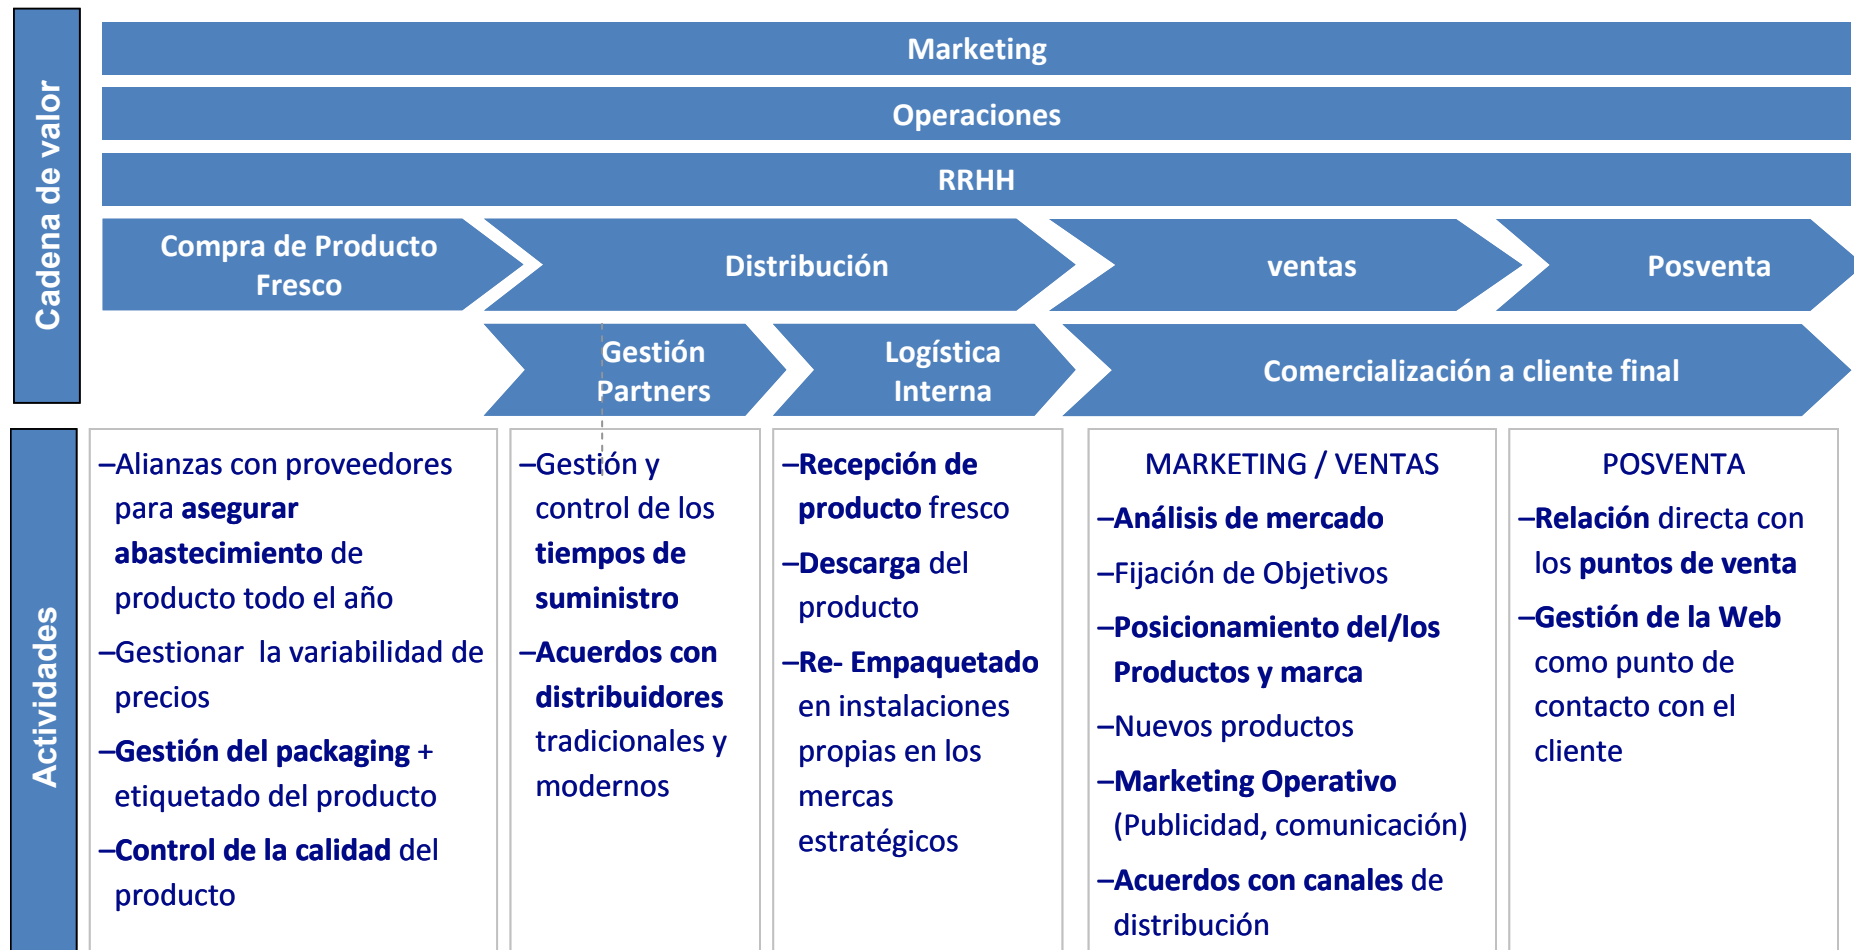 Cadena de valor
Marketing
Operaciones
RRHH
Compra de Producto
Fresco
Distribución
ventas
Posventa
Gestión
Partners
Logística
Interna
Comercialización a cliente final
Actividades
–Alianzas con proveedores
para asegurar
abastecimiento de
producto todo el año
–Gestionar la variabilidad de
precios
–Gestión del packaging +
etiquetado del producto
–Control de la calidad del
producto
–Gestión y
control de los
tiempos de
suministro
–Acuerdos con
distribuidores
tradicionales y
modernos
–Recepción de
producto fresco
–Descarga del
producto
–Re- Empaquetado
en instalaciones
propias en los
mercas
estratégicos
MARKETING / VENTAS
–Análisis de mercado
–Fijación de Objetivos
–Posicionamiento del/los
Productos y marca
–Nuevos productos
–Marketing Operativo
(Publicidad, comunicación)
–Acuerdos con canales de
distribución
POSVENTA
–Relación directa con
los puntos de venta
–Gestión de la Web
como punto de
contacto con el
cliente